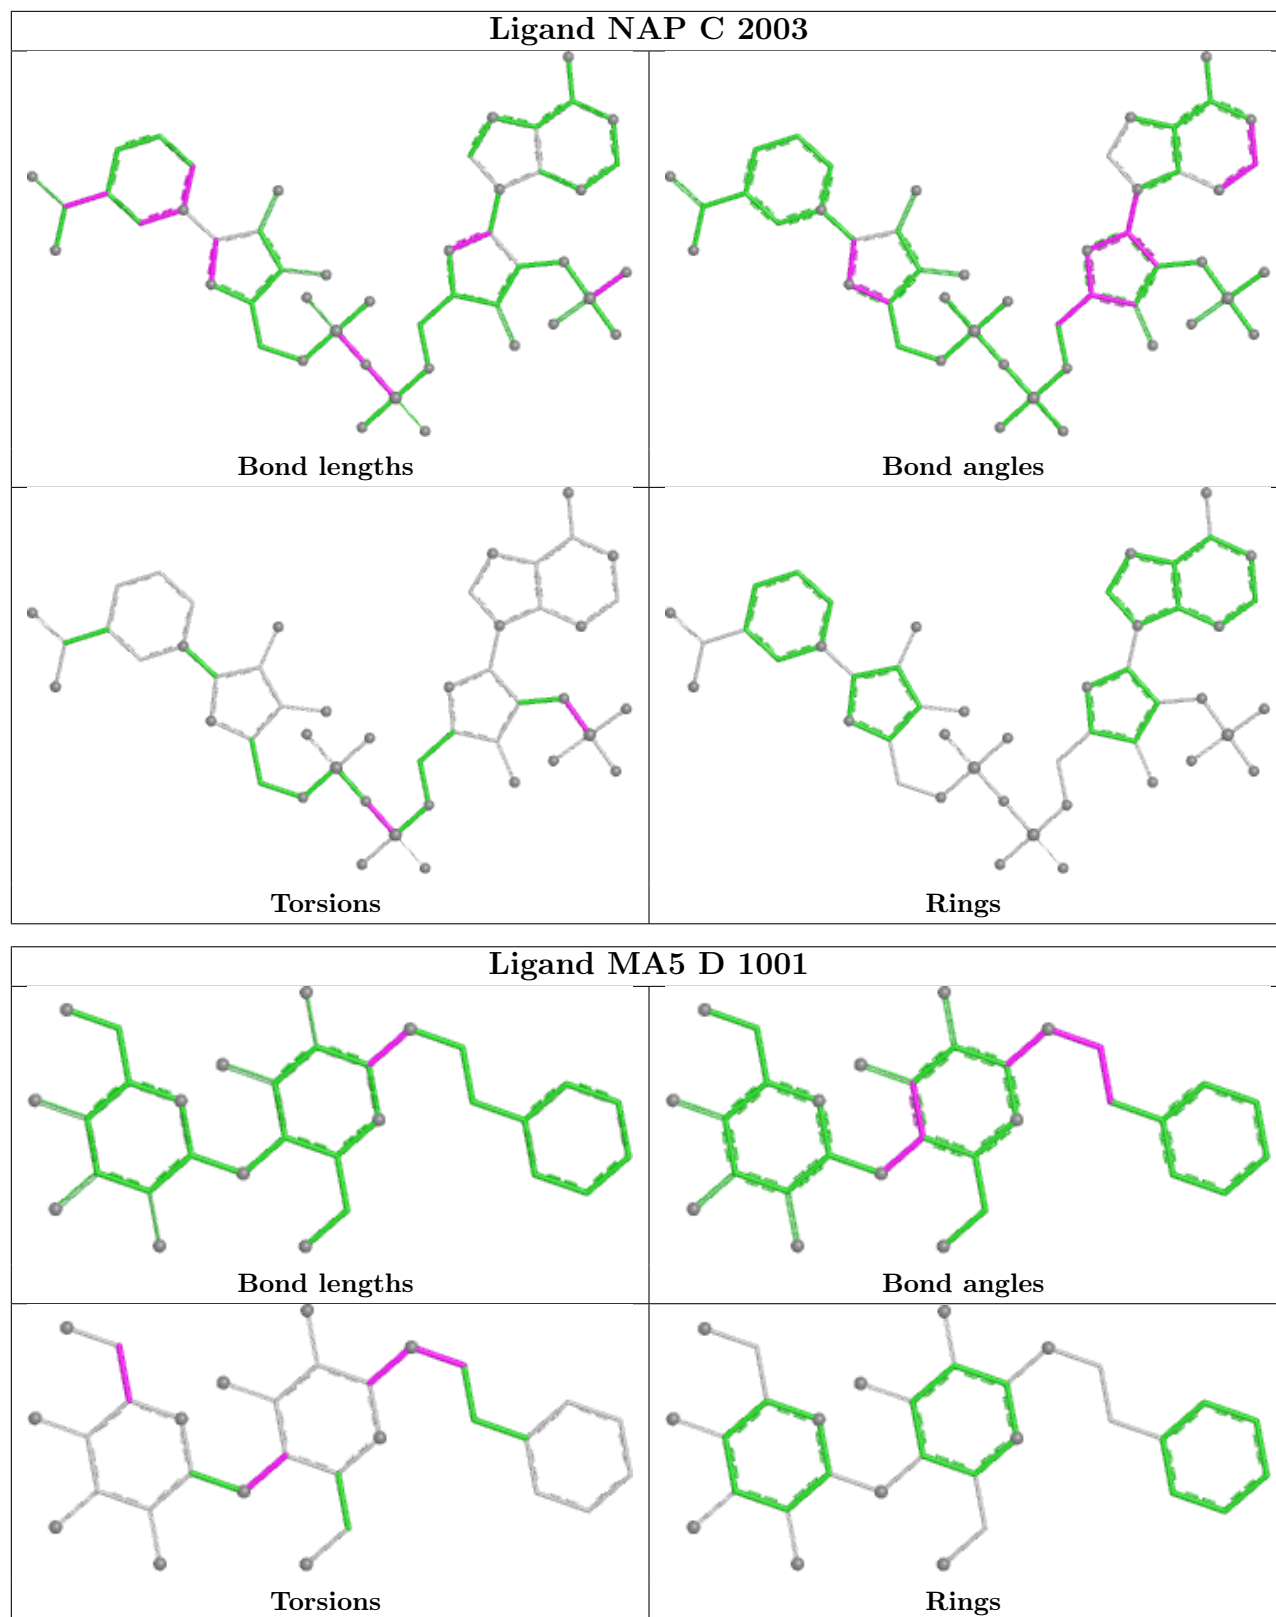 Ligand NAP C 2003
Bond lengths
Bond angles
Torsions
Rings
Ligand MA5 D 1001
Bond lengths
Bond angles
Torsions
Rings